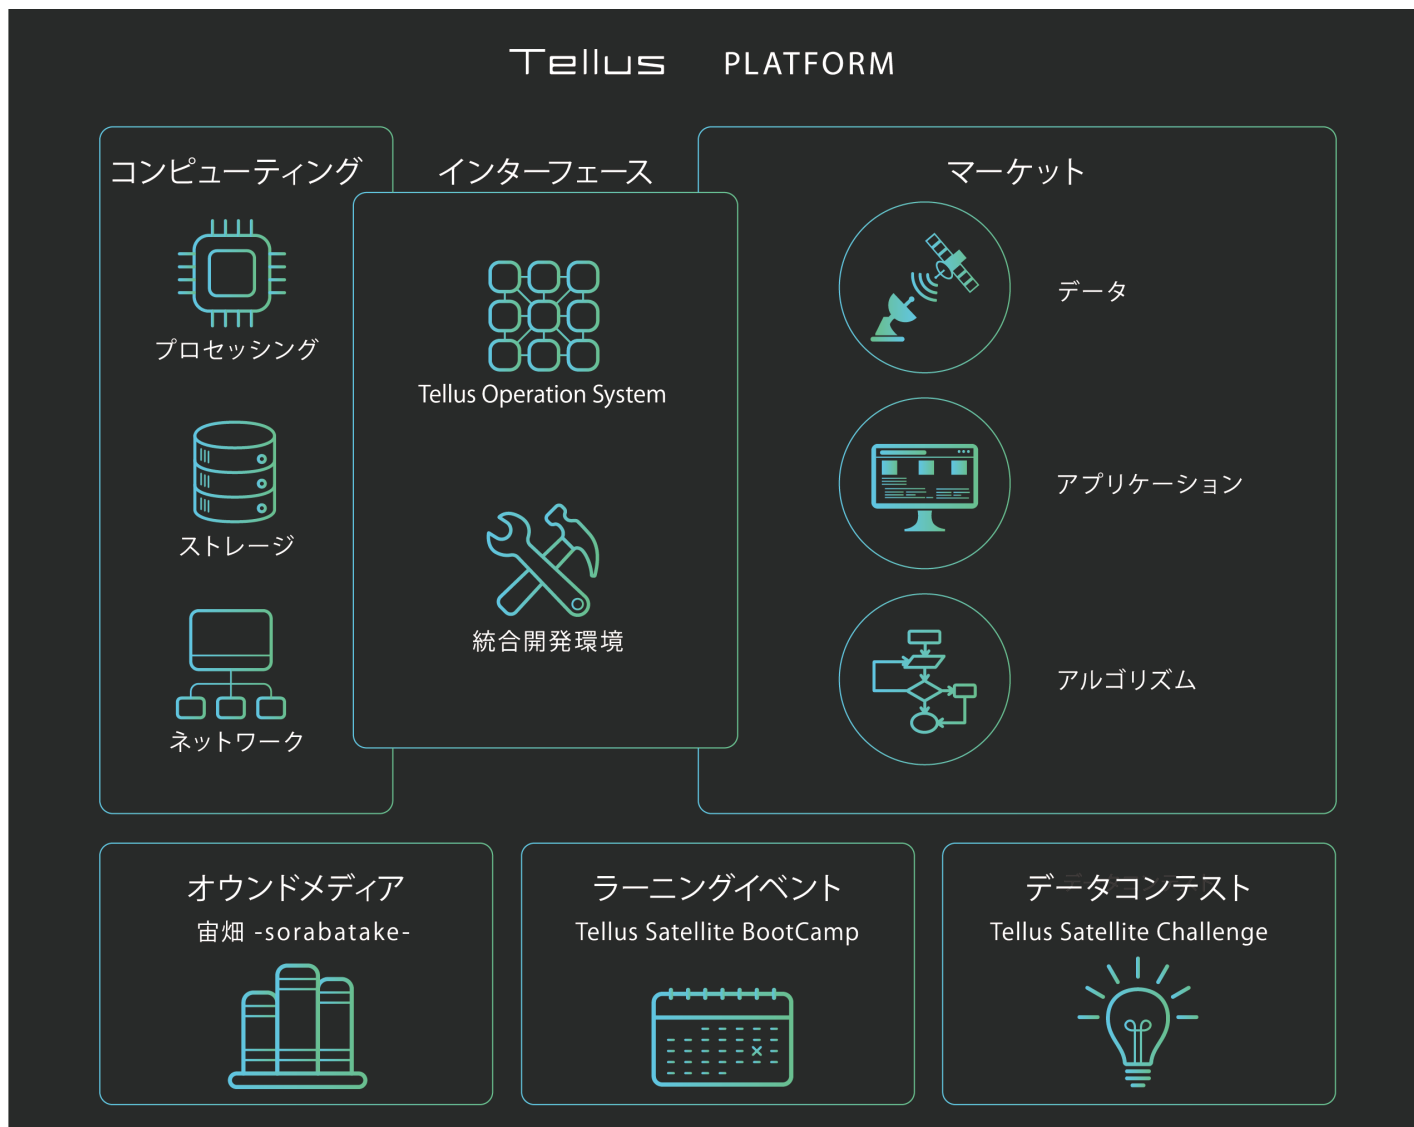 Tellus PLATFORM
コンピューティング
プロセッシング
ストレージ
ネットワーク
インターフェース
Tellus Operation System
統合開発環境
マーケット
データ
アプリケーション
アルゴリズム
オウンドメディア
宙畑 -sorabatake-
ラーニングイベント
Tellus Satellite BootCamp
データコンテスト
Tellus Satellite Challenge